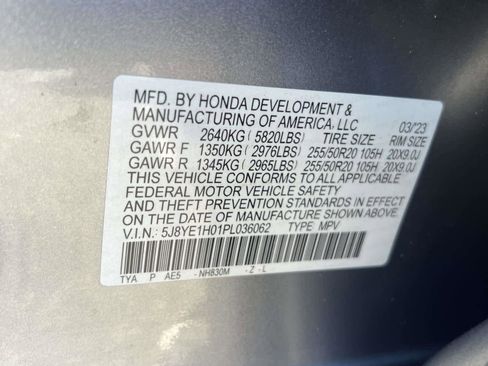 MFD. BY HONDA DEVELOPMENT &
MANUFACTURING OF AMERICA, LLC 03/'23
GVWR 2640KG ( 5820LBS) TIRE SIZE RIM SIZE
GAWR F 1350KG ( 2976LBS) 255/50R20 105H 20X9.0J
GAWR R 1345KG ( 2965LBS) 255/50R20 105H 20X9.0J
THIS VEHICLE CONFORMS TO ALL APPLICABLE
FEDERAL MOTOR VEHICLE SAFETY
AND THEFT PREVENTION STANDARDS IN EFFECT
ON THE DATE OF MANUFACTURE SHOWN ABOVE.
V.I.N.: 5J8YE1H01PL036062 TYPE MPV
TYA P AE5 -NH830M -Z-L